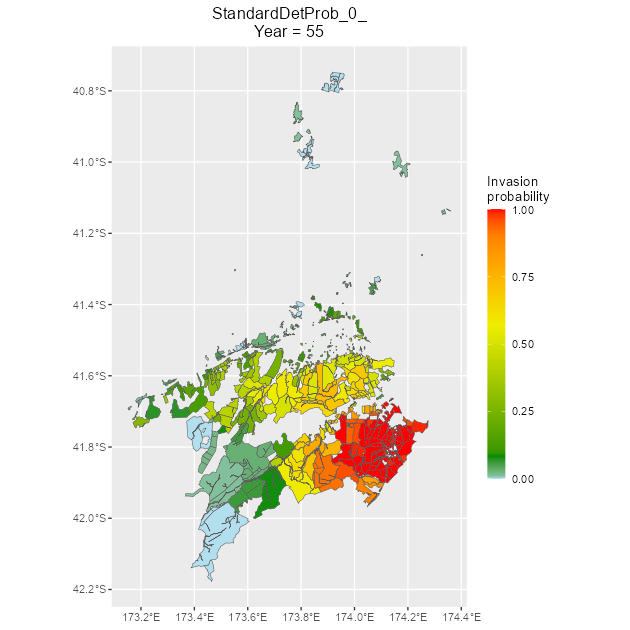 StandardDetProb_0_
Year = 55
40.8°S
41.0°S
41.2°S
41.4°S
41.6°S
41.8°S
42.0°S
42.2°S
173.2°E 173.4°E 173.6°E 173.8°E 174.0°E 174.2°E 174.4°E
Invasion
probability
1.00
0.75
0.50
0.25
0.00